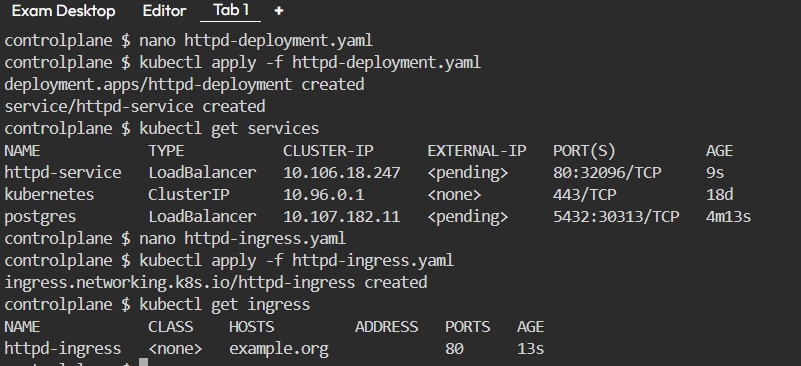 Exam Desktop Editor Tab 1 +
controlplane $ nano httpd-deployment.yaml
controlplane $ kubectl apply -f httpd-deployment.yaml
deployment.apps/httpd-deployment created
service/httpd-service created
controlplane $ kubectl get services
NAME TYPE CLUSTER-IP EXTERNAL-IP PORT(S) AGE
httpd-service LoadBalancer 10.106.18.247 <pending> 80:32096/TCP 9s
kubernetes ClusterIP 10.96.0.1 <none> 443/TCP 18d
postgres LoadBalancer 10.107.182.11 <pending> 5432:30313/TCP 4m13s
controlplane $ nano httpd-ingress.yaml
controlplane $ kubectl apply -f httpd-ingress.yaml
ingress.networking.k8s.io/httpd-ingress created
controlplane $ kubectl get ingress
NAME CLASS HOSTS ADDRESS PORTS AGE
httpd-ingress <none> example.org 80 13s